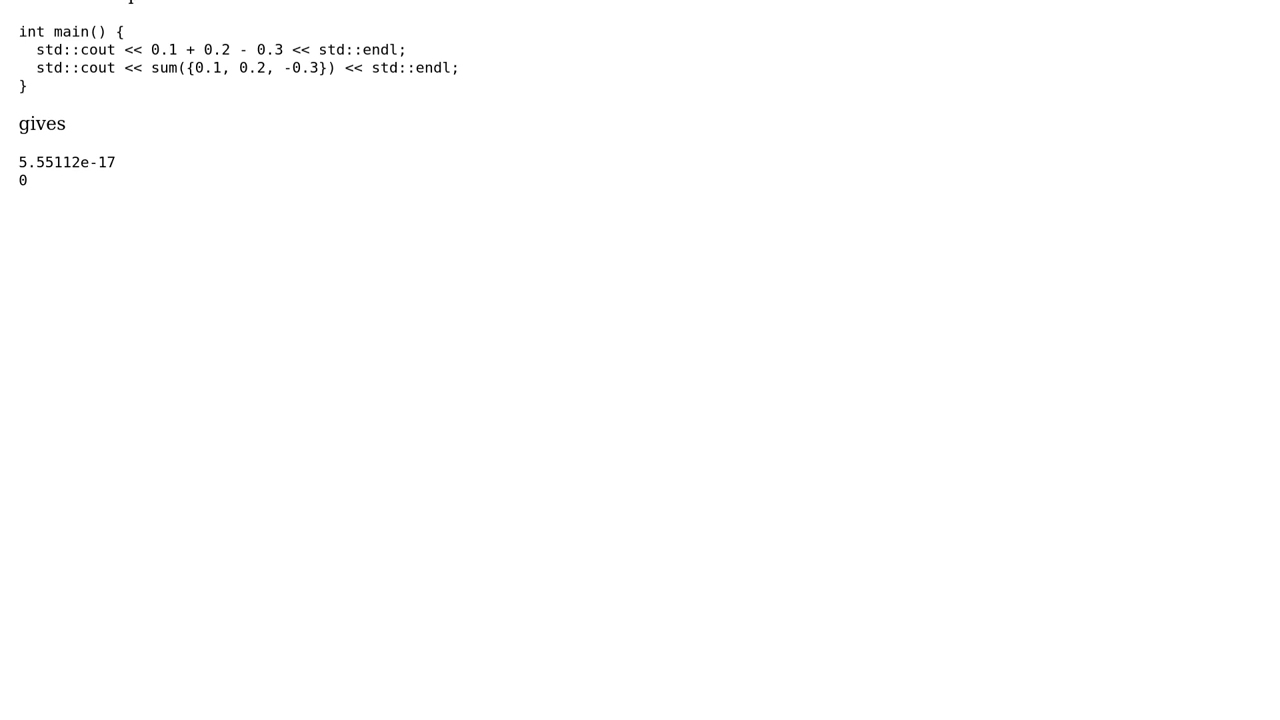 int main() {
  std::cout << 0.1 + 0.2 - 0.3 << std::endl;
  std::cout << sum({0.1, 0.2, -0.3}) << std::endl;
}
gives
5.55112e-17
0